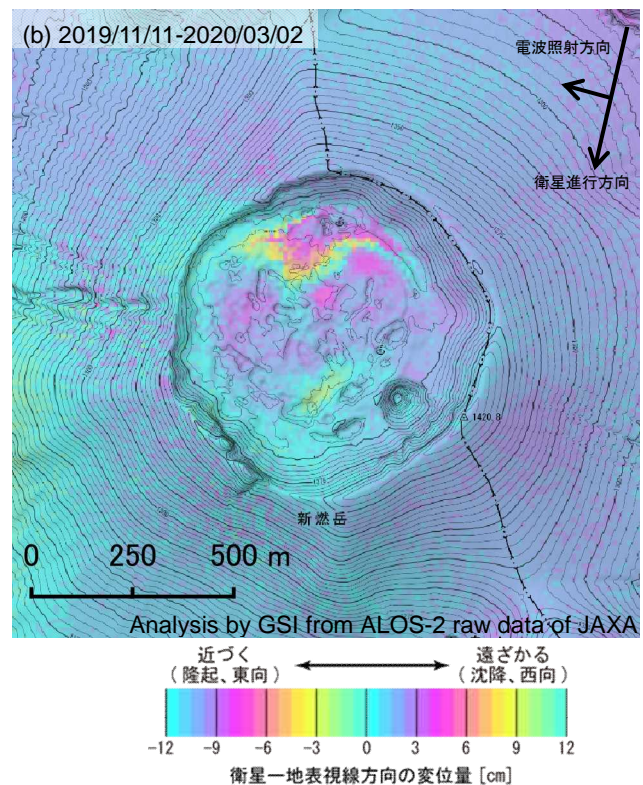 (b) 2019/11/11-2020/03/02
電波照射方向
衛星進行方向
1420.8
新燃岳
0 250 500 m
Analysis by GSI from ALOS-2 raw data of JAXA
近づく 遠ざかる
(隆起、東向) (沈降、西向)
-12 -9 -6 -3 0 3 6 9 12
衛星－地表視線方向の変位量 [cm]